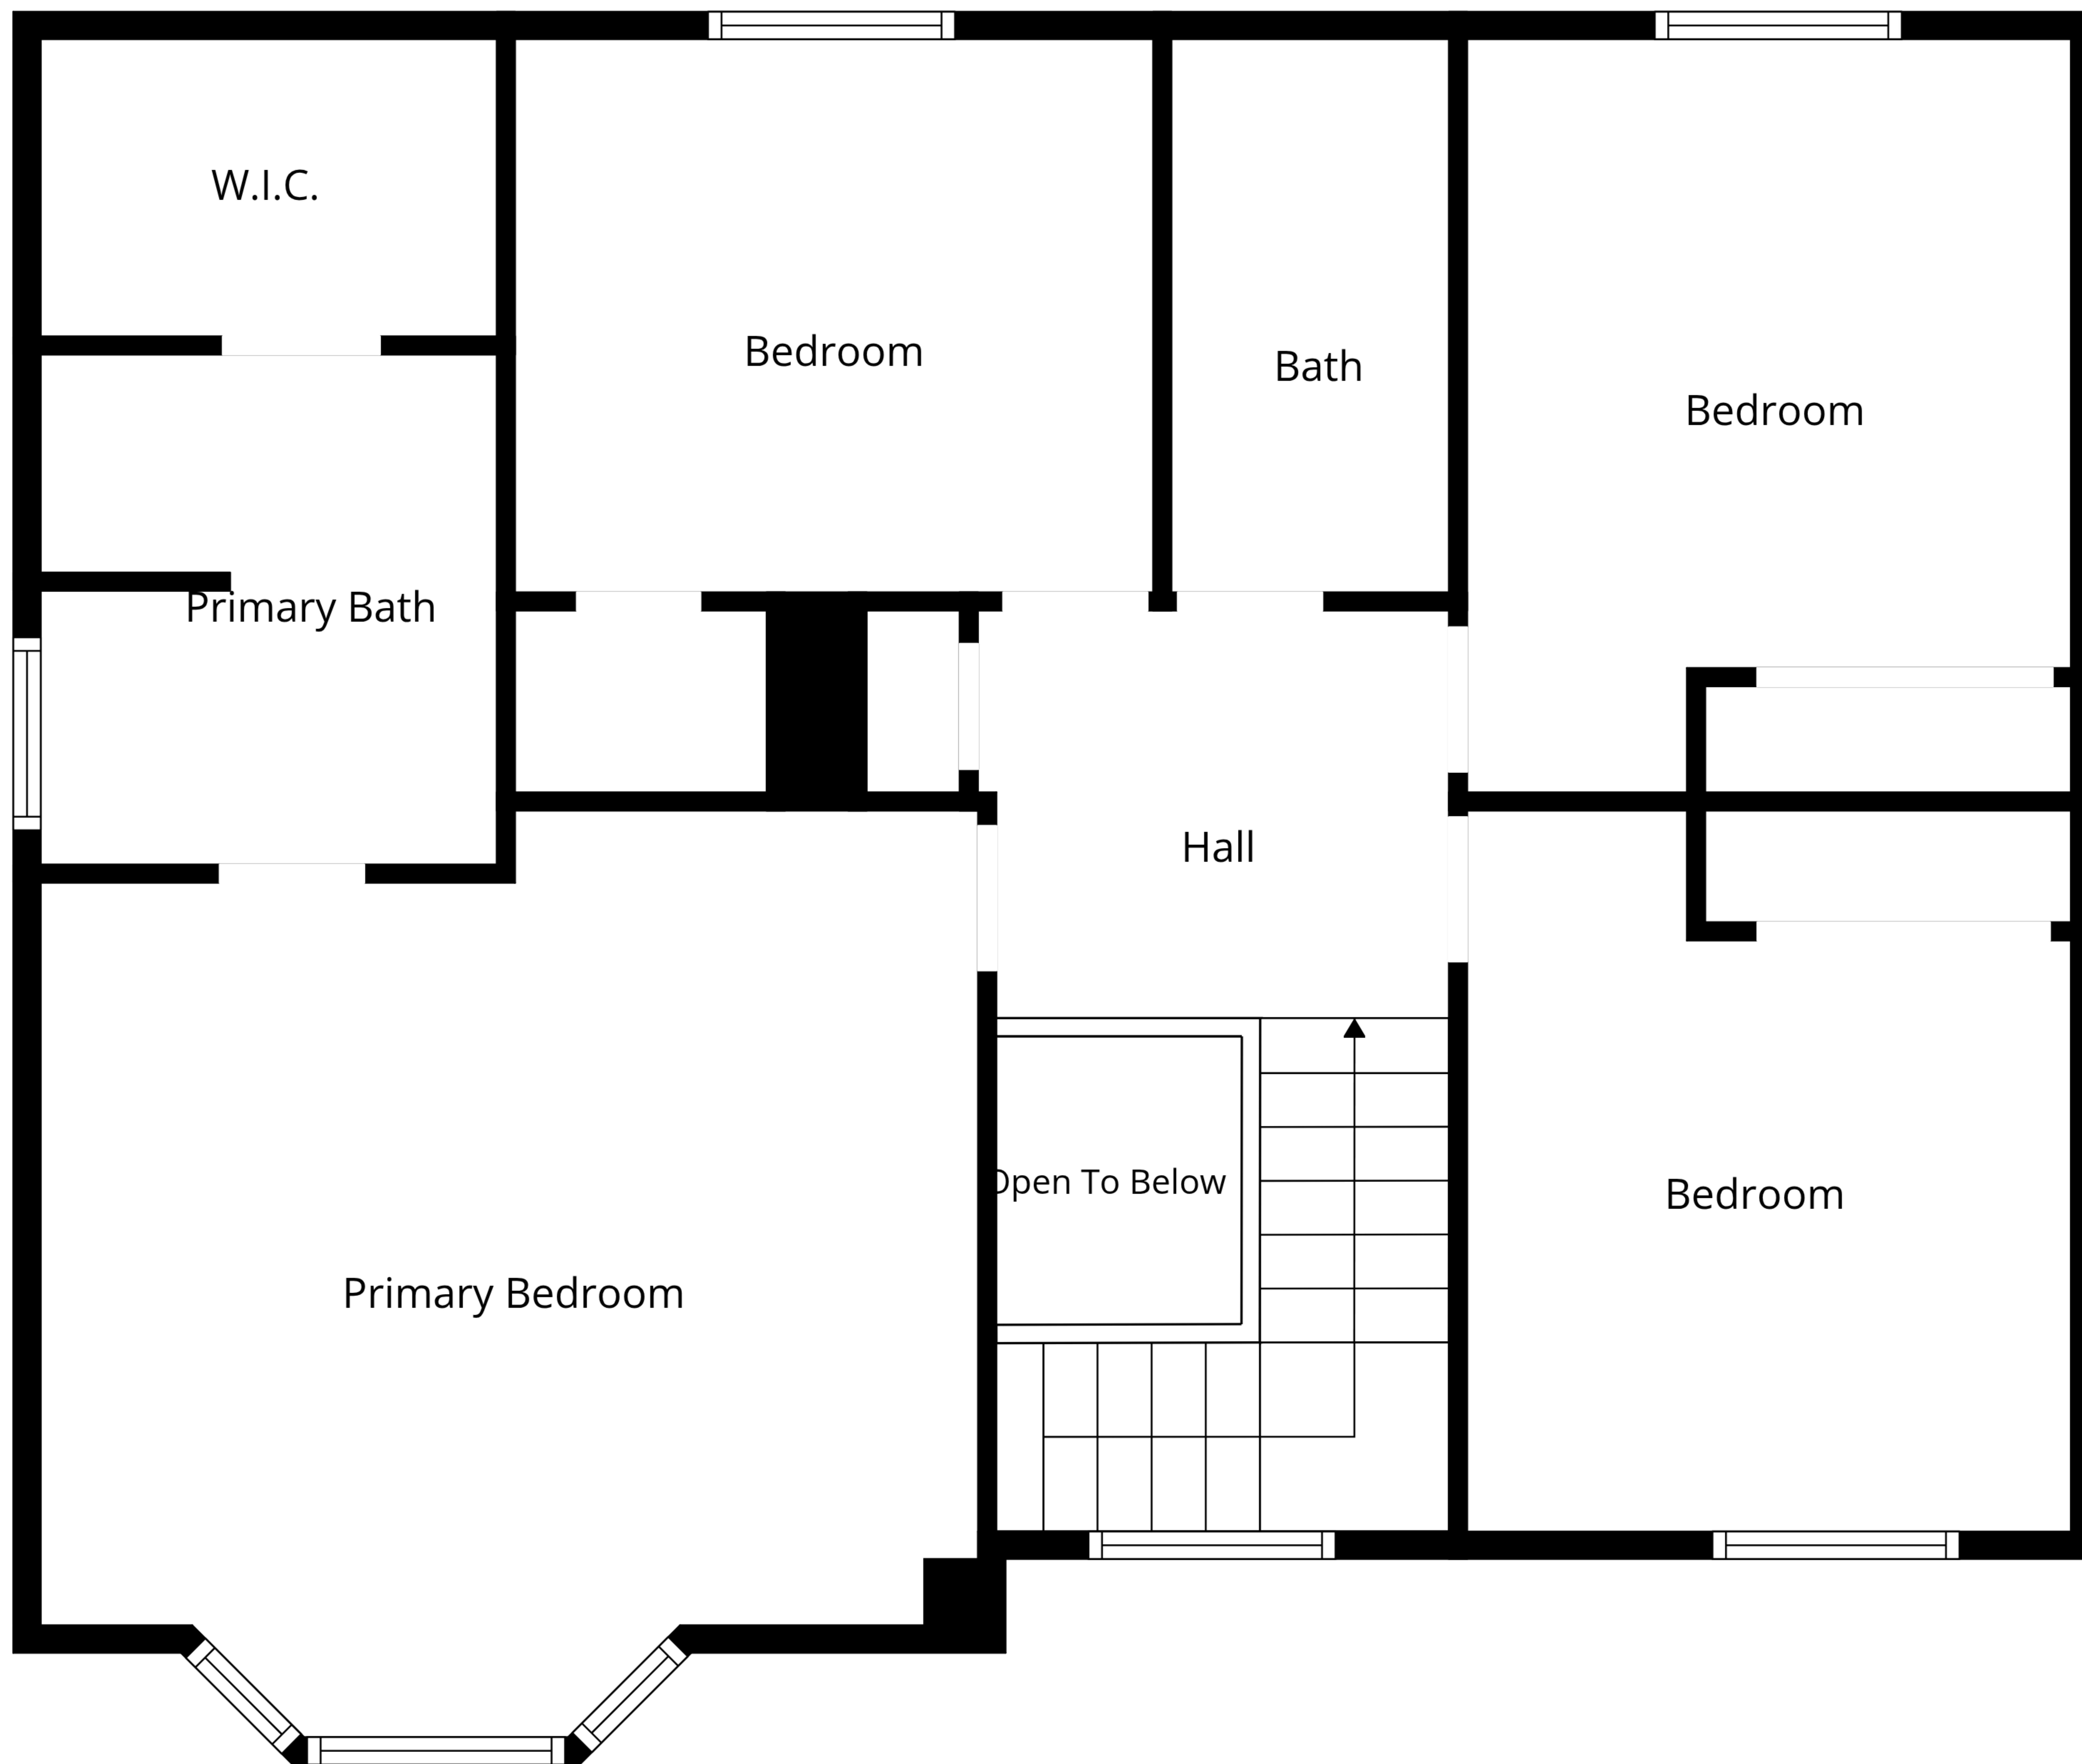 W.I.C.
Bedroom
Bath
Bedroom
Primary Bath
Hall
Open To Below
Bedroom
Primary Bedroom